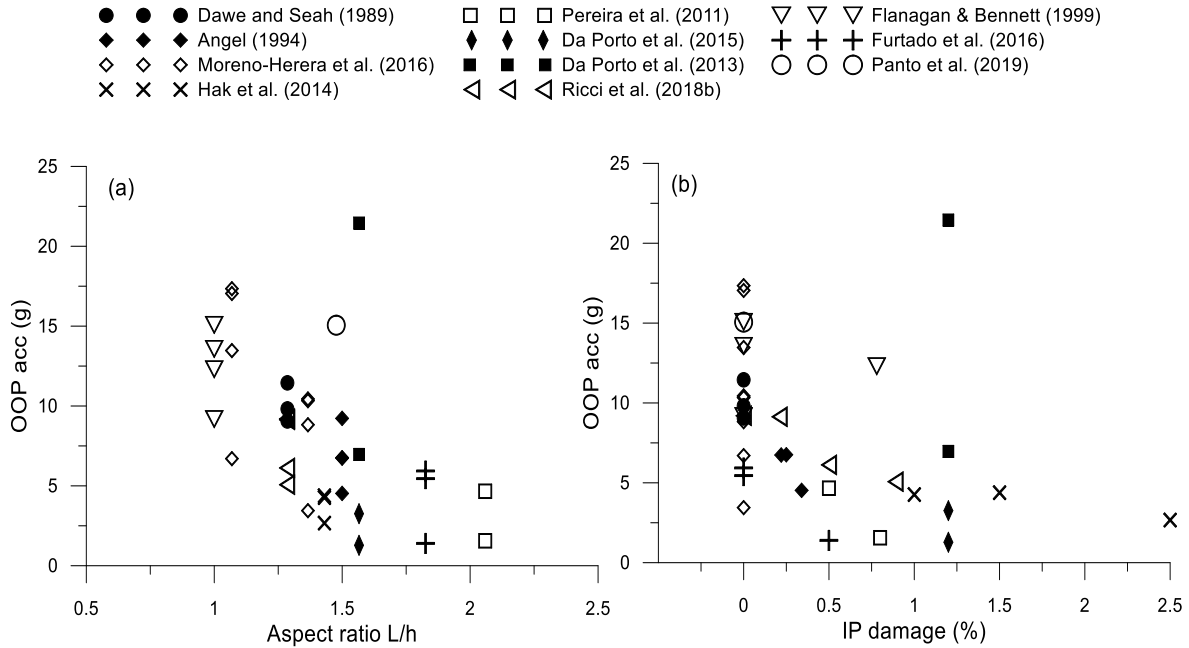 Dawe and Seah (1989)
Angel (1994)
Moreno-Herera et al. (2016)
Hak et al. (2014)
Pereira et al. (2011)
Da Porto et al. (2015)
Da Porto et al. (2013)
Ricci et al. (2018b)
Flanagan & Bennett (1999)
Furtado et al. (2016)
Panto et al. (2019)
(a)
OOP acc (g)
25
20
15
10
5
0
0.5 1 1.5 2 2.5
Aspect ratio L/h
(b)
OOP acc (g)
25
20
15
10
5
0
0 0.5 1 1.5 2 2.5
IP damage (%)